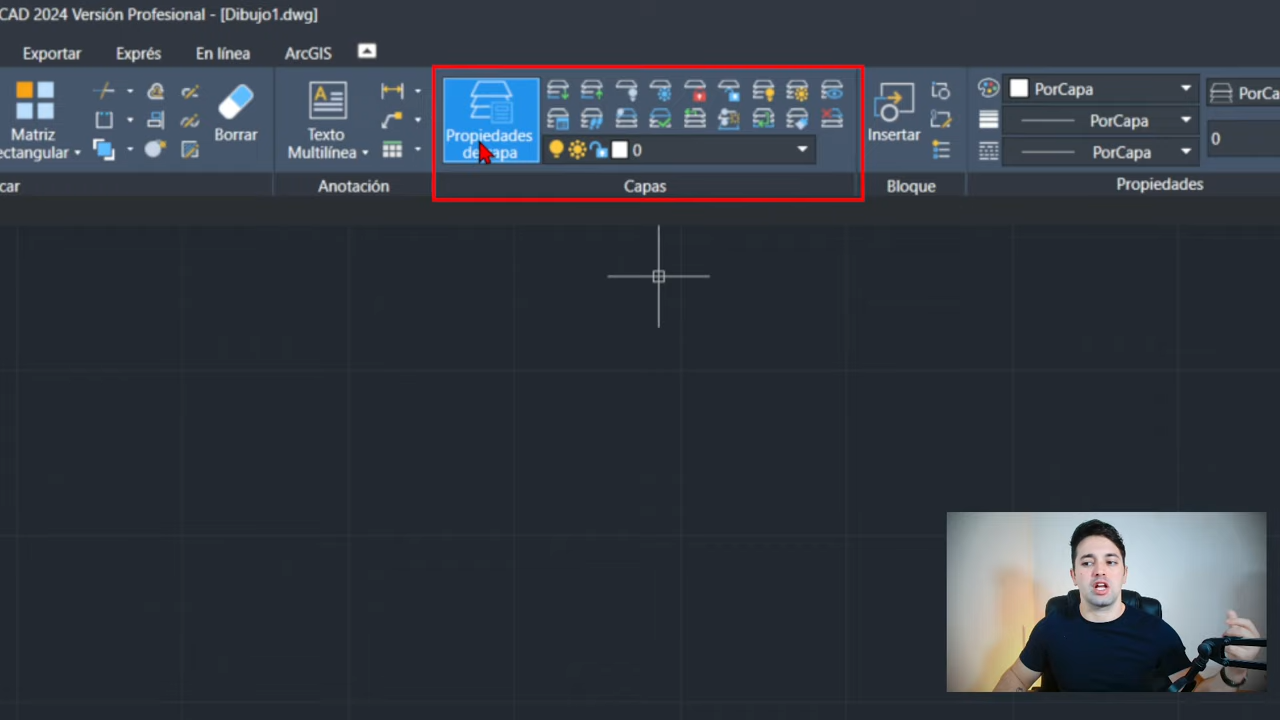 CAD 2024 Versión Profesional - [Dibujo1.dwg]
Exportar Exprés En línea ArcGIS
Matriz
ectangular
Borrar
Texto
Multilínea
Propiedades
de capa
0
Insertar
PorCapa
PorCapa
PorCapa
PorCa
0
car Anotación Capas Bloque Propiedades